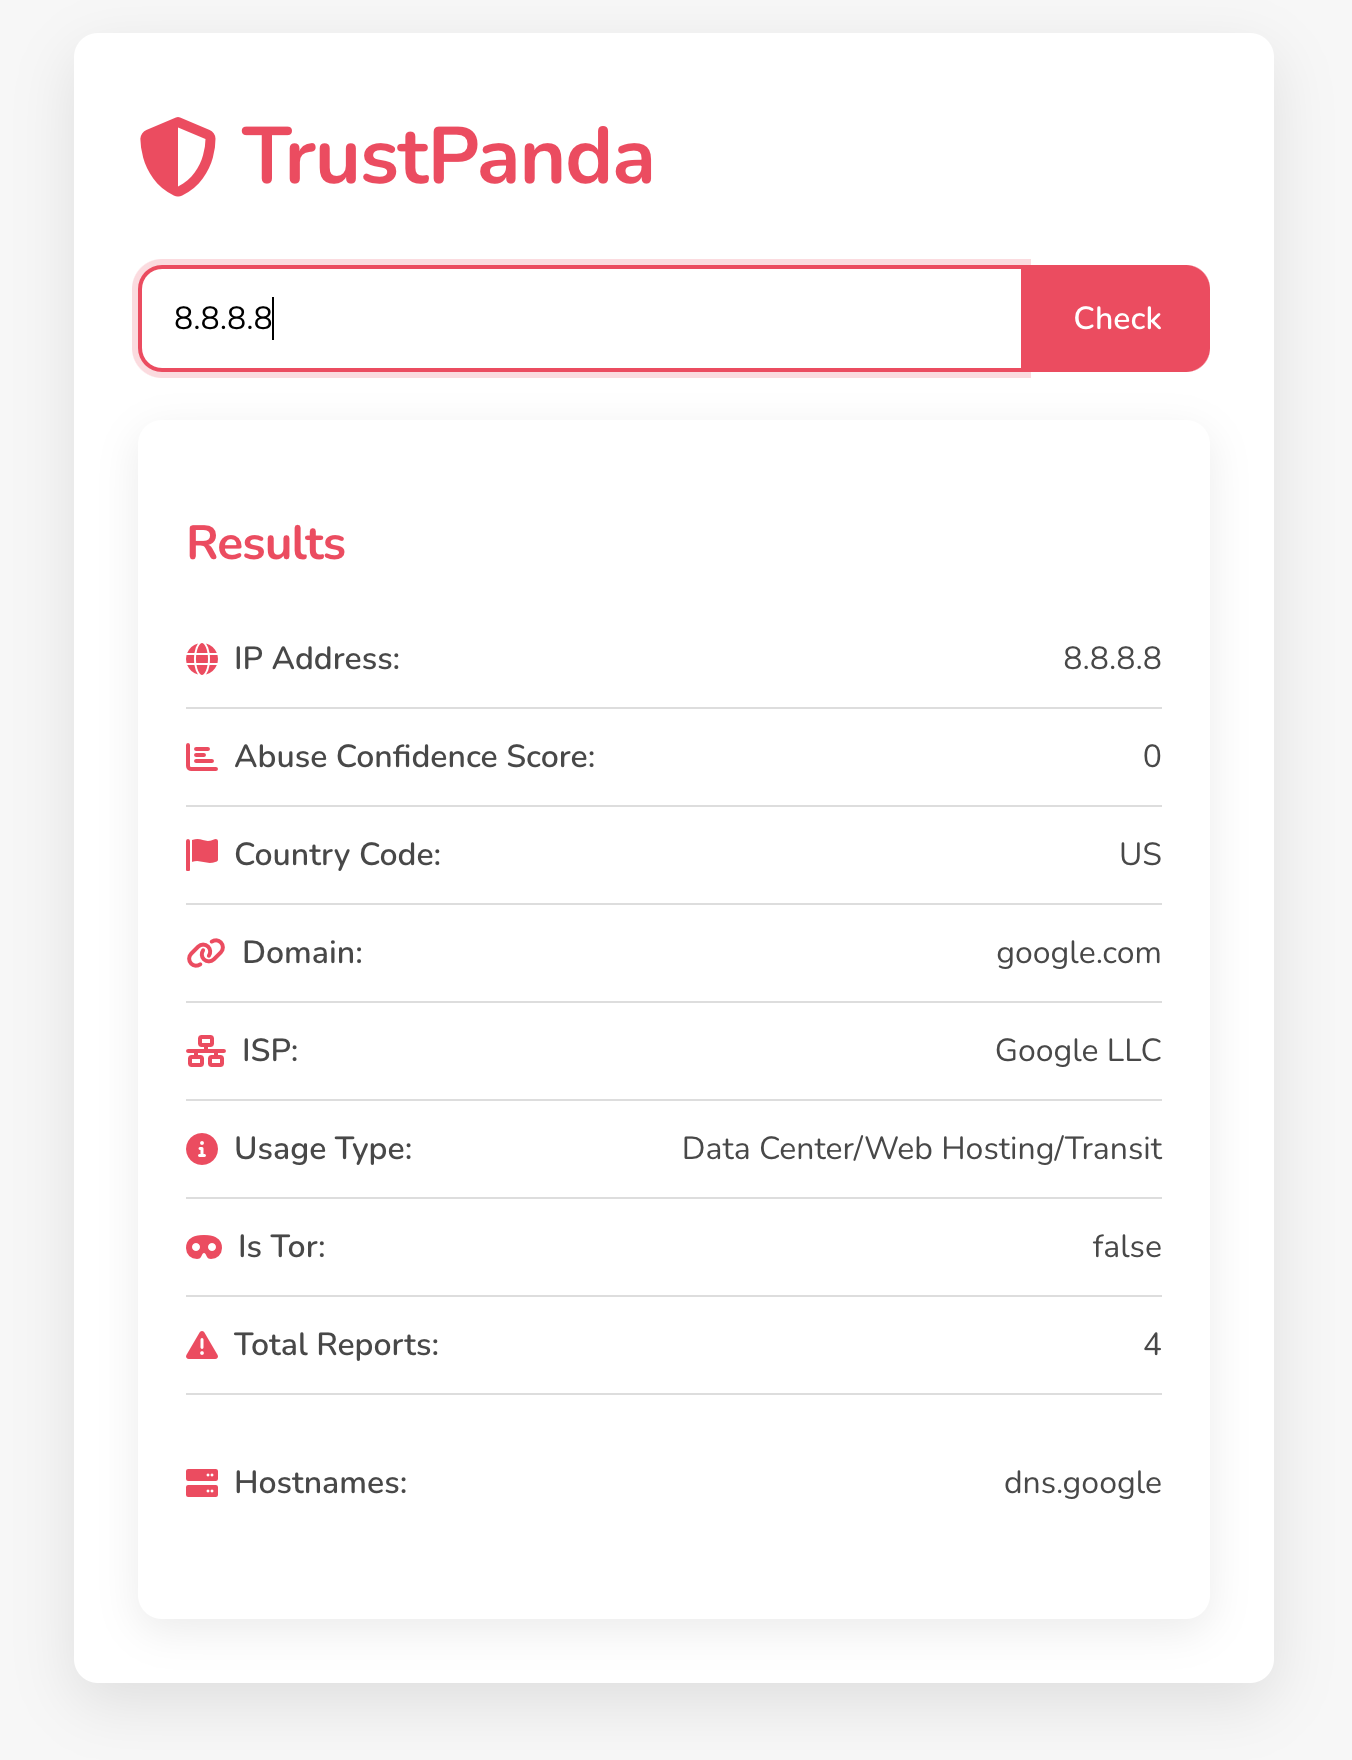 TrustPanda
8.8.8.8 Check
Results
IP Address: 8.8.8.8
Abuse Confidence Score: 0
Country Code: US
Domain: google.com
ISP: Google LLC
Usage Type: Data Center/Web Hosting/Transit
Is Tor: false
Total Reports: 4
Hostnames: dns.google